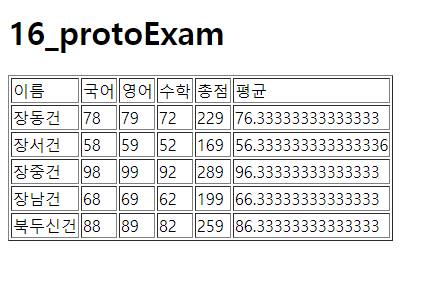 16_protoExam
이름 국어 영어 수학 총점 평균
장동건 78 79 72 229 76.33333333333333
장서건 58 59 52 169 56.333333333333336
장중건 98 99 92 289 96.33333333333333
장남건 68 69 62 199 66.33333333333333
북두신건 88 89 82 259 86.33333333333333